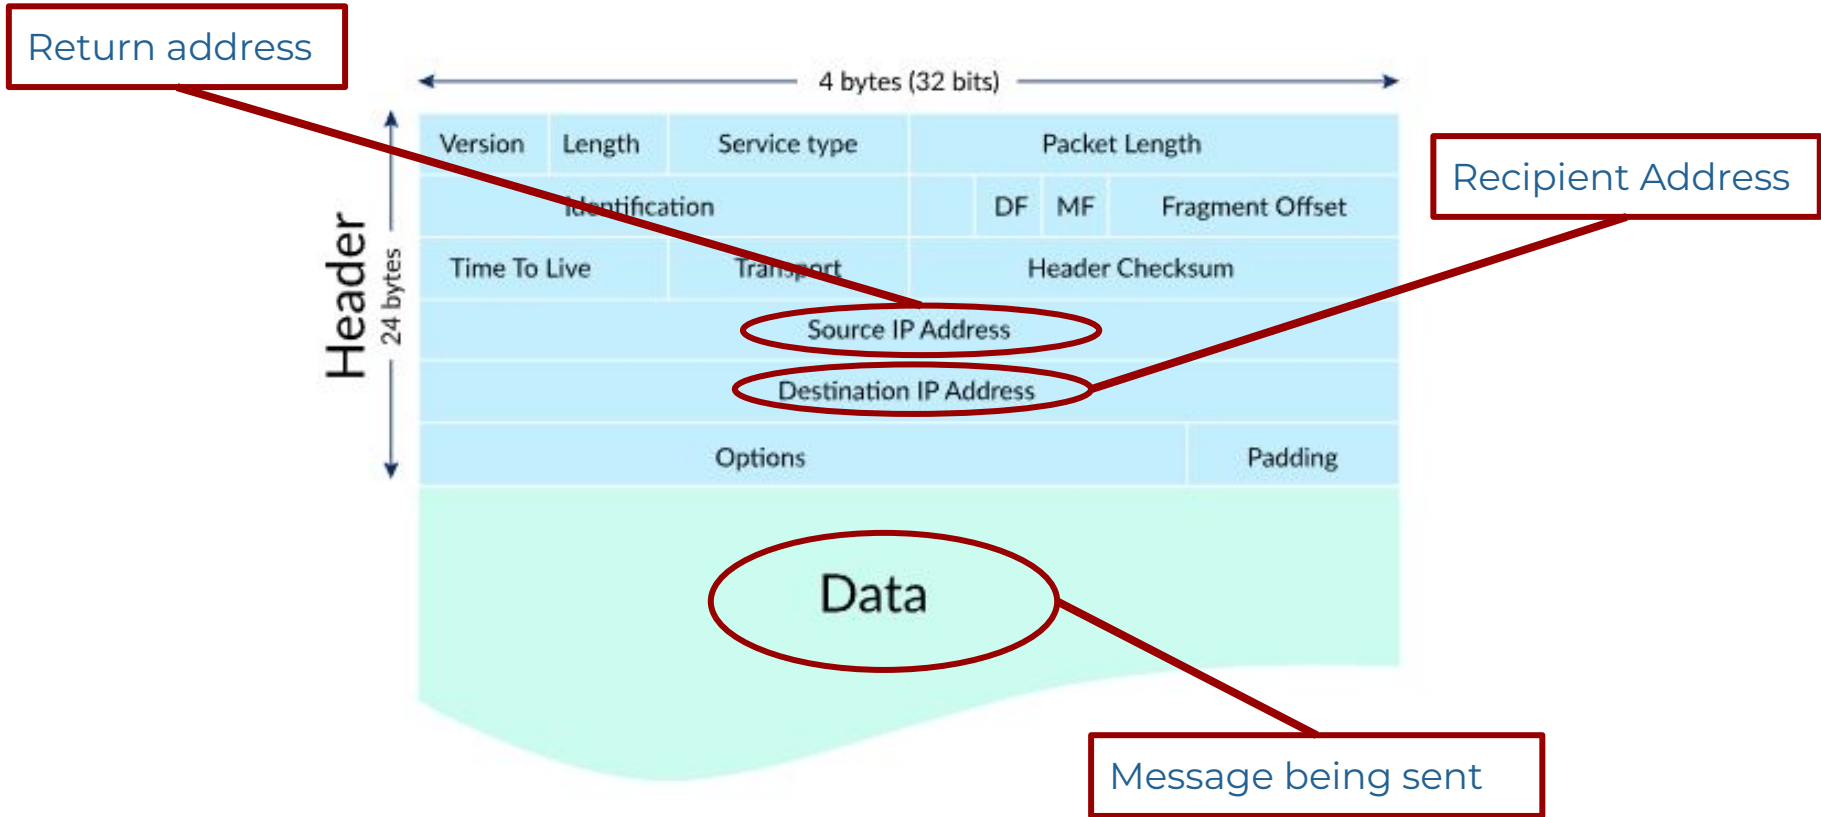 Return address
4 bytes (32 bits)
Version Length Service type Packet Length
Recipient Address
Identification DF MF Fragment Offset
Header
24 bytes
Time To Live Transport Header Checksum
Source IP Address
Destination IP Address
Options Padding
Data
Message being sent